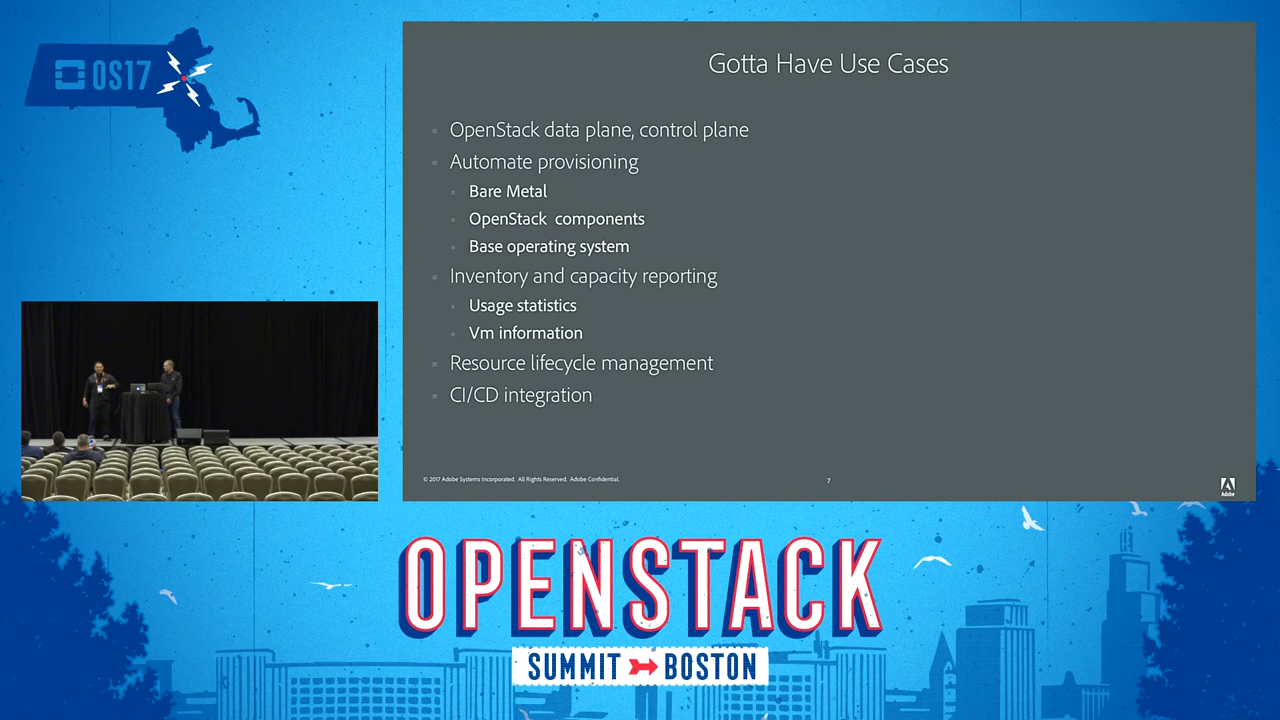 OS17
Gotta Have Use Cases
OpenStack data plane, control plane
Automate provisioning
Bare Metal
OpenStack components
Base operating system
Inventory and capacity reporting
Usage statistics
Vm information
Resource lifecycle management
CI/CD integration
© 2017 Adobe Systems Incorporated. All Rights Reserved. Adobe Confidential.
7
Adobe
OPENSTACK
SUMMIT BOSTON